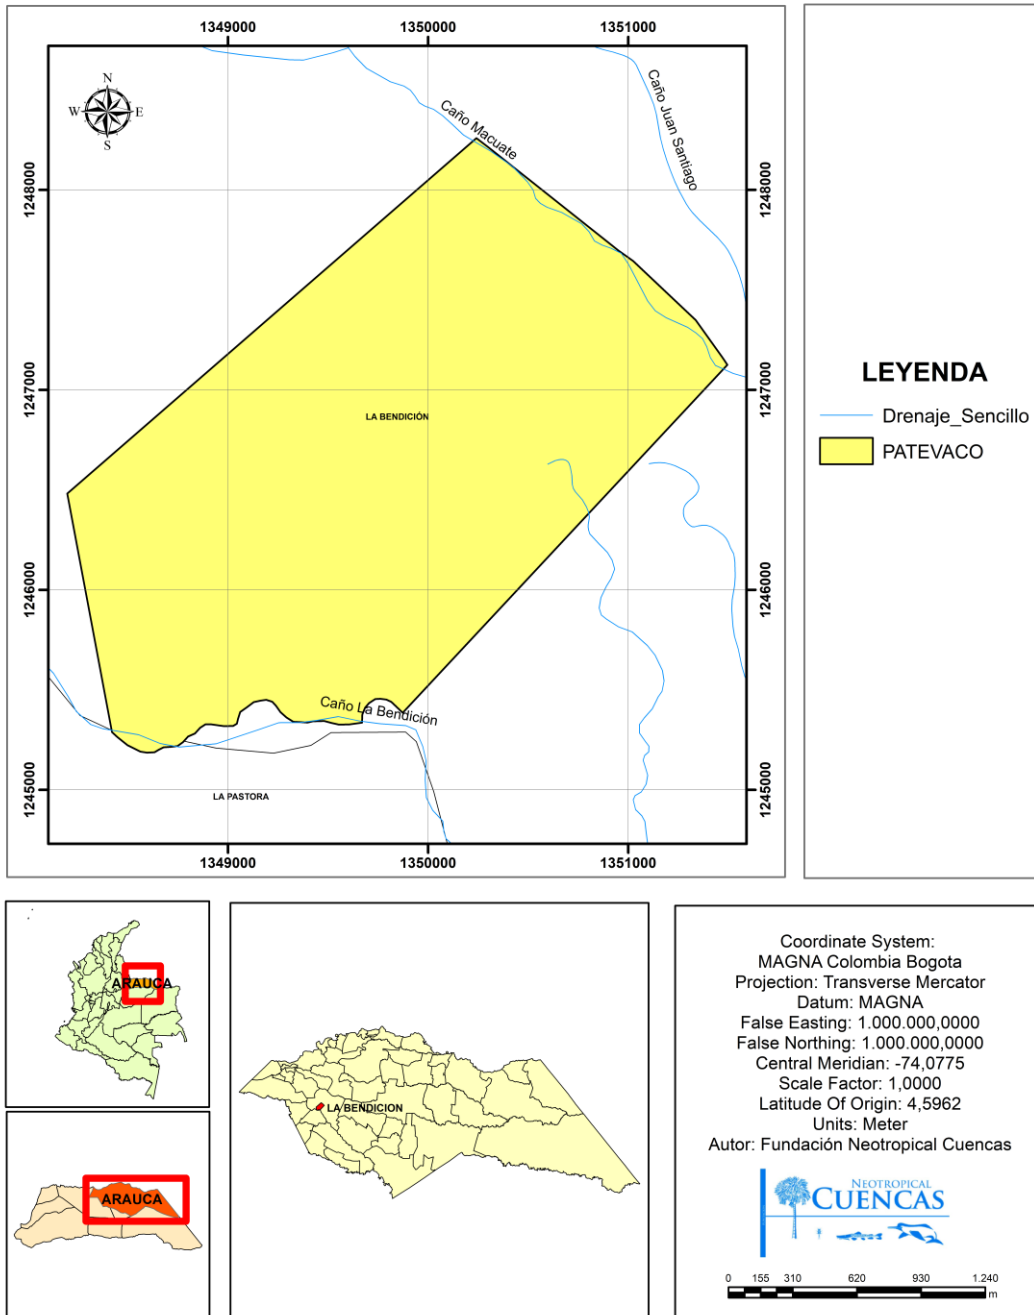 1349000
1350000
1351000
N
W
E
S
Caño Macuate
Caño Juan Santiago
1248000
1248000
1247000
1247000
LA BENDICIÓN
1246000
1246000
Caño La Bendición
1245000
1245000
LA PASTORA
1349000
1350000
1351000
LEYENDA
Drenaje_Sencillo
PATEVACO
ARAUCA
ARAUCA
LA BENDICION
Coordinate System:
MAGNA Colombia Bogota
Projection: Transverse Mercator
Datum: MAGNA
False Easting: 1.000.000,0000
False Northing: 1.000.000,0000
Central Meridian: -74,0775
Scale Factor: 1,0000
Latitude Of Origin: 4,5962
Units: Meter
Autor: Fundación Neotropical Cuencas
NEOTROPICAL
CUENCAS
0 155 310 620 930 1.240
m